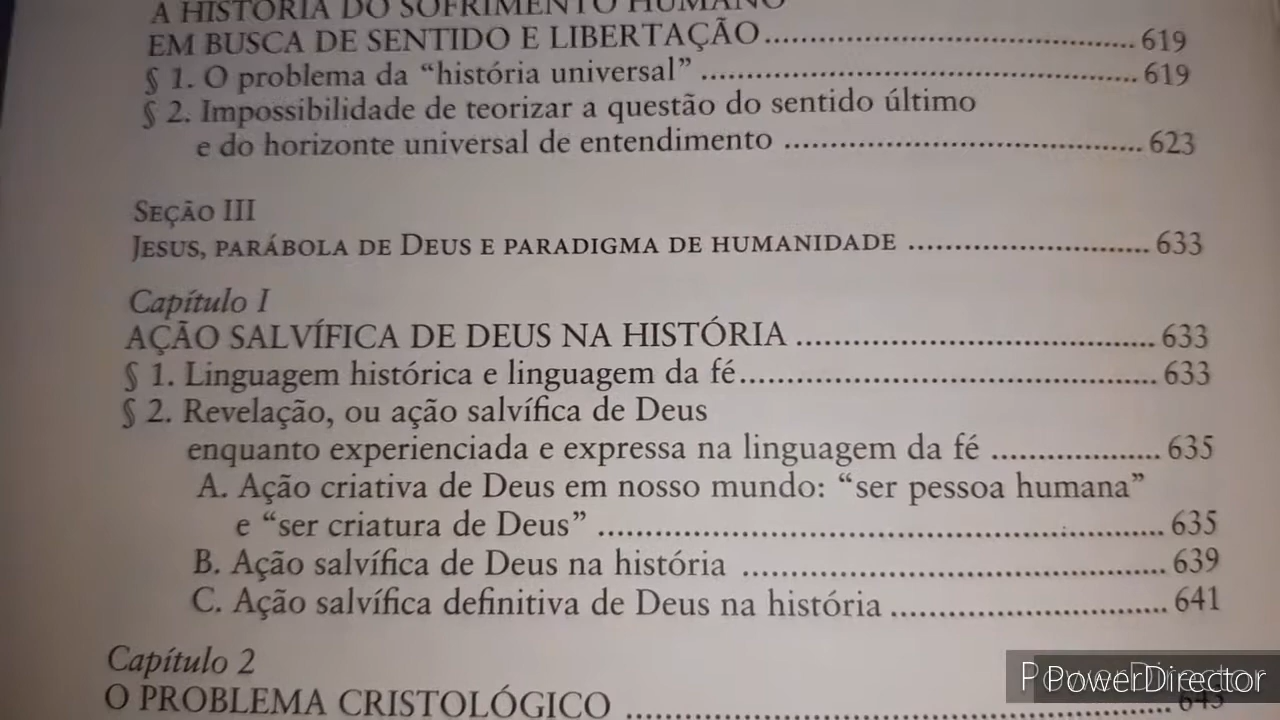 A HISTÓRIA DO SOFRIMENTO HUMANO
EM BUSCA DE SENTIDO E LIBERTAÇÃO ........ 619
§ 1. O problema da “história universal” ........ 619
§ 2. Impossibilidade de teorizar a questão do sentido último
e do horizonte universal de entendimento ........ 623
SEÇÃO III
JESUS, PARÁBOLA DE DEUS E PARADIGMA DE HUMANIDADE ........ 633
Capítulo I
AÇÃO SALVÍFICA DE DEUS NA HISTÓRIA ........ 633
§ 1. Linguagem histórica e linguagem da fé ........ 633
§ 2. Revelação, ou ação salvífica de Deus
enquanto experienciada e expressa na linguagem da fé ........ 635
A. Ação criativa de Deus em nosso mundo: “ser pessoa humana”
e “ser criatura de Deus” ........ 635
B. Ação salvífica de Deus na história ........ 639
C. Ação salvífica definitiva de Deus na história ........ 641
Capítulo 2
O PROBLEMA CRISTOLÓGICO ........ 643
PowerDirector